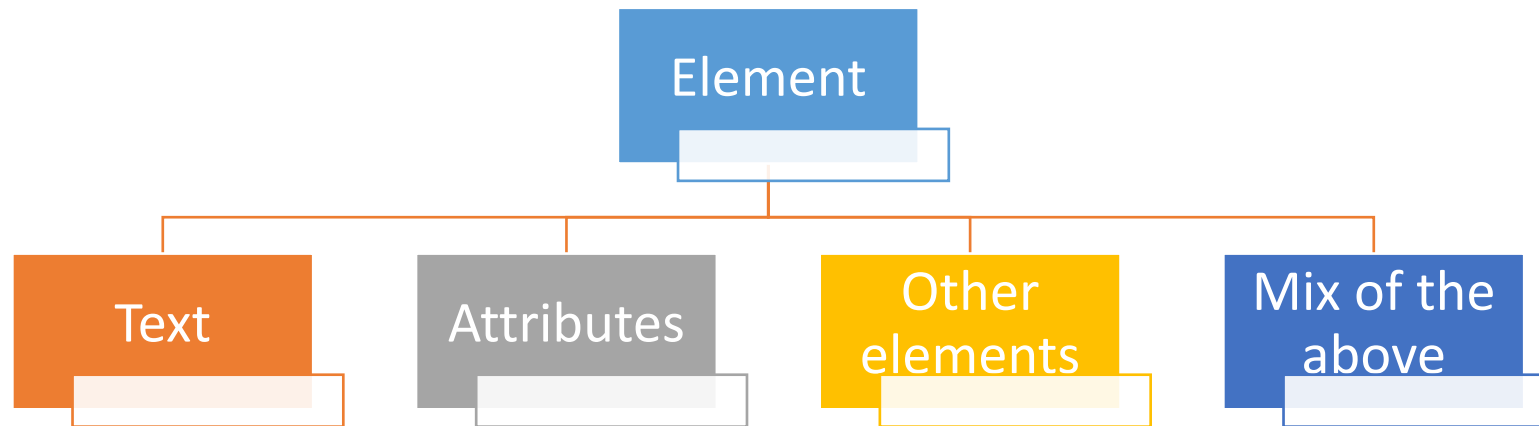 Element
Text
Attributes
Other
elements
Mix of the
above